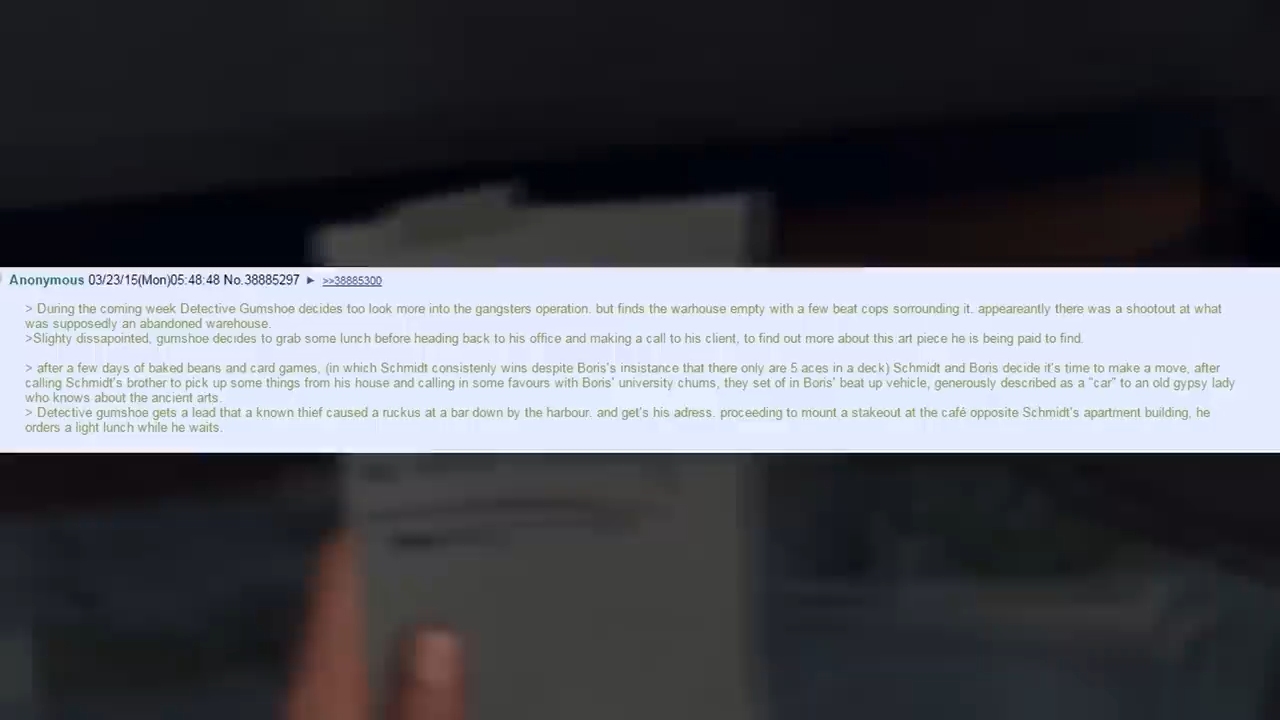 Anonymous 03/23/15(Mon)05:48:48 No.38885297 ► >>38885300
> During the coming week Detective Gumshoe decides too look more into the gangsters operation. but finds the warhouse empty with a few beat cops sorrounding it. appeareantly there was a shootout at what
was supposedly an abandoned warehouse.
>Slighty dissapointed, gumshoe decides to grab some lunch before heading back to his office and making a call to his client, to find out more about this art piece he is being paid to find.
> after a few days of baked beans and card games, (in which Schmidt consistenly wins despite Boris's insistance that there only are 5 aces in a deck) Schmidt and Boris decide it's time to make a move, after
calling Schmidt's brother to pick up some things from his house and calling in some favours with Boris' university chums, they set of in Boris' beat up vehicle, generously described as a "car" to an old gypsy lady
who knows about the ancient arts.
> Detective gumshoe gets a lead that a known thief caused a ruckus at a bar down by the harbour. and get's his adress. proceeding to mount a stakeout at the café opposite Schmidt's apartment building, he
orders a light lunch while he waits.